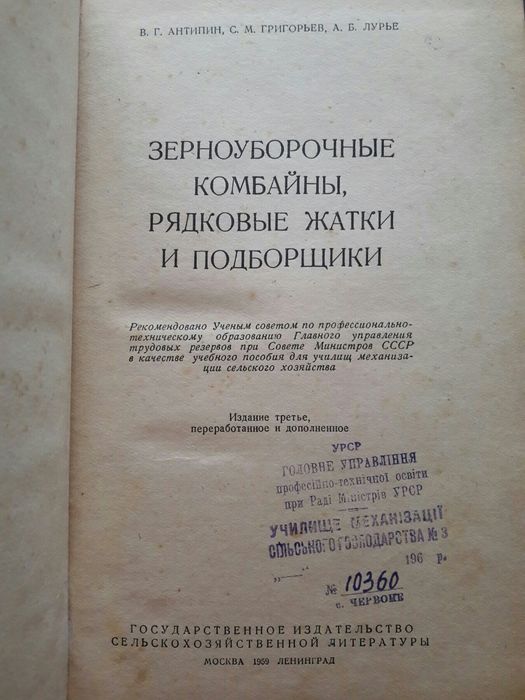 В. Г. АНТИПИН, С. М. ГРИГОРЬЕВ, А. Б. ЛУРЬЕ
ЗЕРНОУБОРОЧНЫЕ
КОМБАЙНЫ,
РЯДКОВЫЕ ЖАТКИ
И ПОДБОРЩИКИ
Рекомендовано Ученым советом по профессионально-
техническому образованию Главного управления
трудовых резервов при Совете Министров СССР
в качестве учебного пособия для училищ механиза-
ции сельского хозяйства
Издание третье,
переработанное и дополненное
УРСР
ГОЛОВНЕ УПРАВЛІННЯ
професійно-технічної освіти
при Раді Міністрів УРСР
УЧИЛИЩЕ МЕХАНІЗАЦІЇ
СІЛЬСЬКОГО ГОСПОДАРСТВА № 3
„—“ 196 р.
№ 10360
с. ЧЕРВОНЕ
ГОСУДАРСТВЕННОЕ ИЗДАТЕЛЬСТВО
СЕЛЬСКОХОЗЯЙСТВЕННОЙ ЛИТЕРАТУРЫ
МОСКВА 1959 ЛЕНИНГРАД